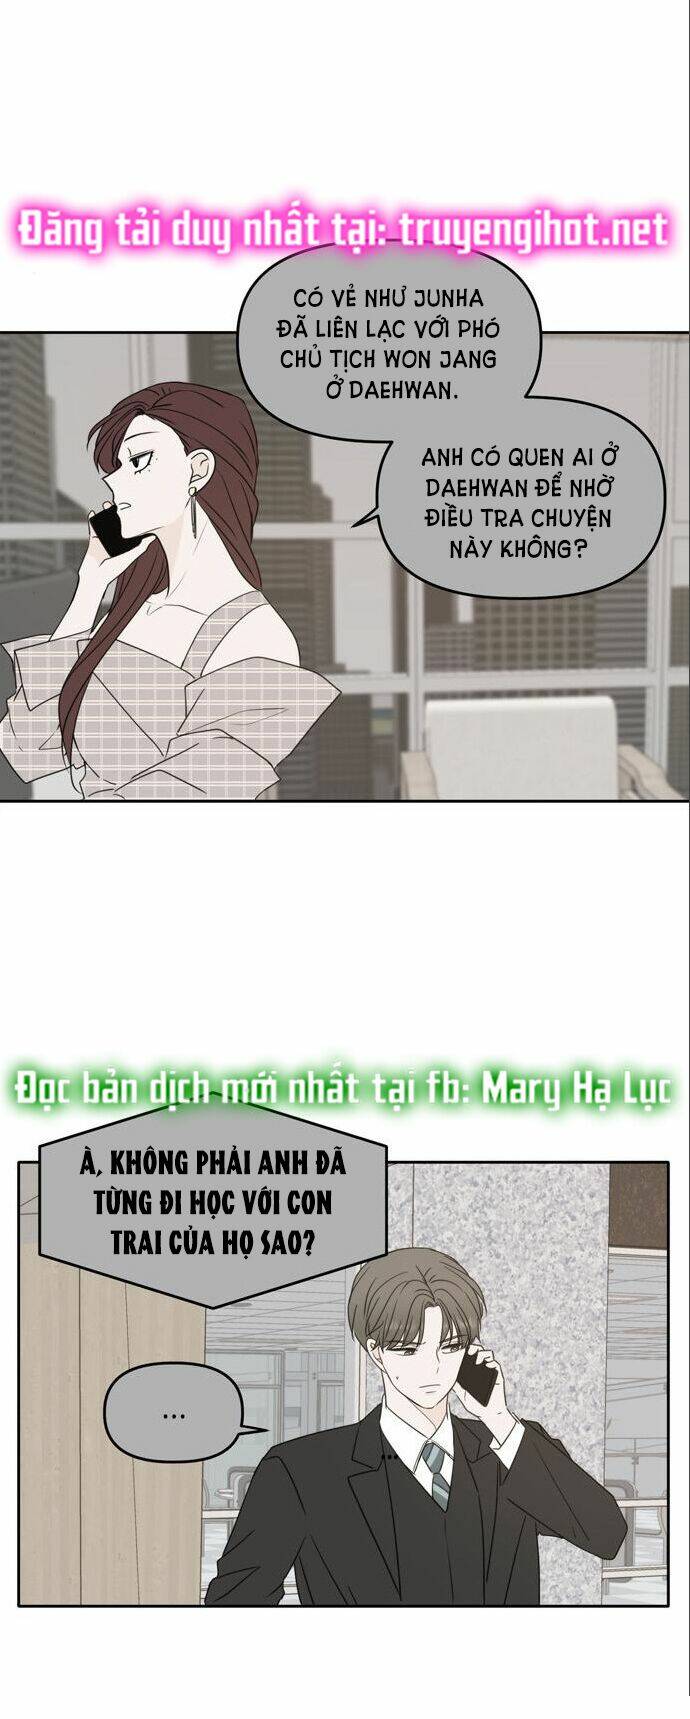 Đăng tải duy nhất tại: truyengihot.net
CÓ VẺ NHƯ JUNHA
ĐÃ LIÊN LẠC VỚI PHÓ
CHỦ TỊCH WON JANG
Ở DAEHWAN.
ANH CÓ QUEN AI Ở
DAEHWAN ĐỂ NHỜ
ĐIỀU TRA CHUYỆN
NÀY KHÔNG?
Đọc bản dịch mới nhất tại fb: Mary Hạ Lục
À, KHÔNG PHẢI ANH ĐÃ
TỪNG ĐI HỌC VỚI CON
TRAI CỦA HỌ SAO?
...
...